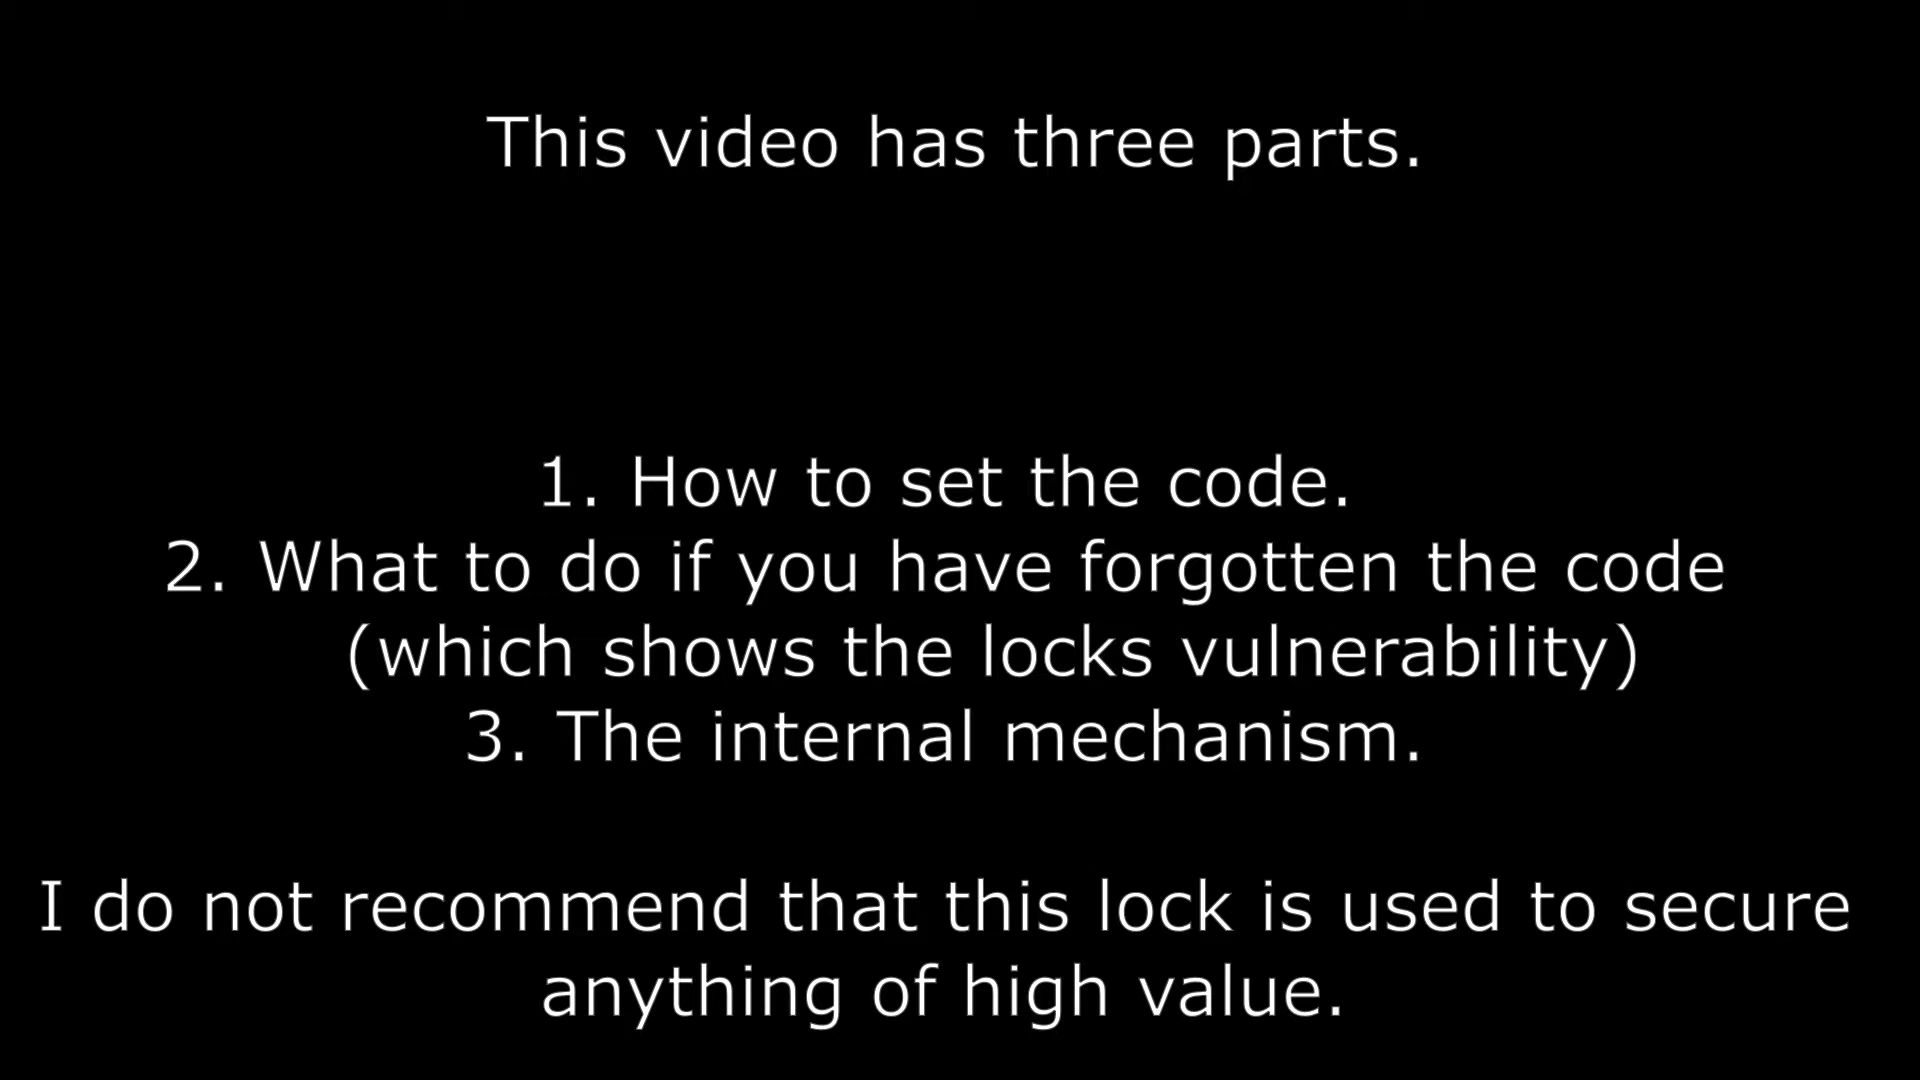 This video has three parts.
1. How to set the code.
2. What to do if you have forgotten the code
(which shows the locks vulnerability)
3. The internal mechanism.
I do not recommend that this lock is used to secure
anything of high value.